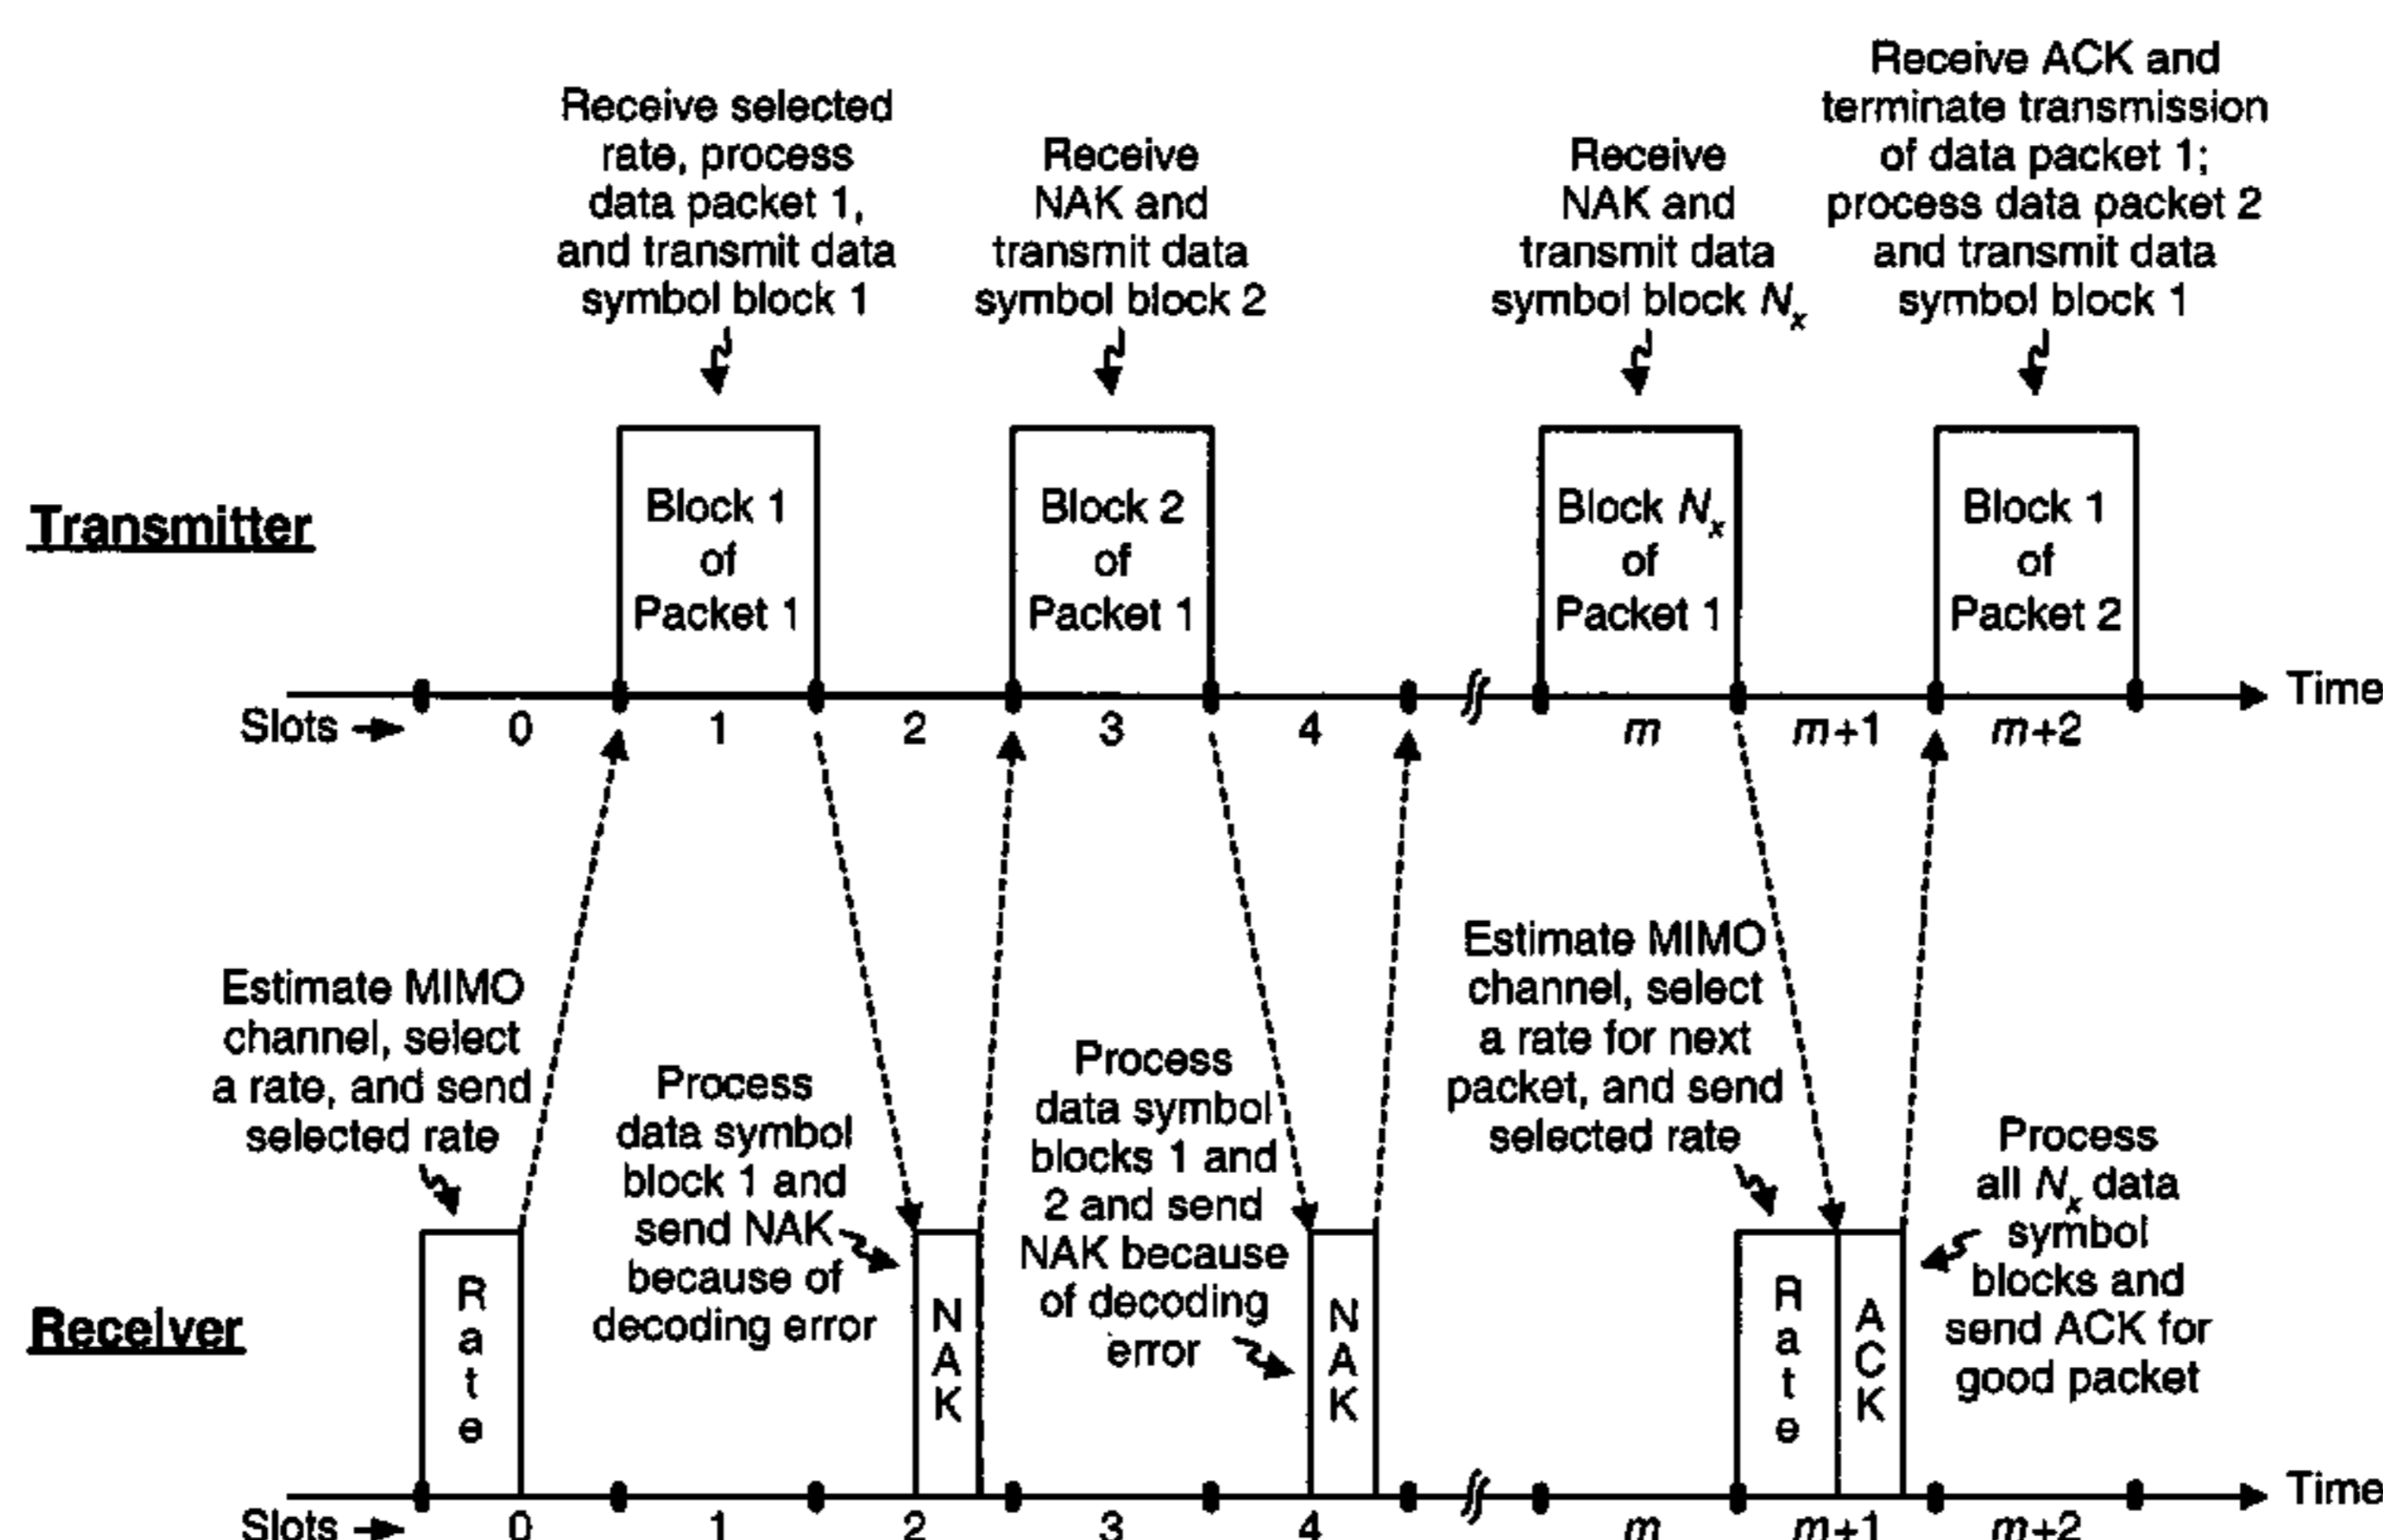 Receive selected
rate, process
data packet 1,
and transmit data
symbol block 1
Receive
NAK and
transmit data
symbol block 2
Receive
NAK and
transmit data
symbol block Nx
Receive ACK and
terminate transmission
of data packet 1;
process data packet 2
and transmit data
symbol block 1
Transmitter
Block 1
of
Packet 1
Block 2
of
Packet 1
Block Nx
of
Packet 1
Block 1
of
Packet 2
Time
Slots
0 1 2 3 4 m m+1 m+2
Estimate MIMO
channel, select
a rate, and send
selected rate
Process
data symbol
block 1 and
send NAK
because of
decoding error
Process
data symbol
blocks 1 and
2 and send
NAK because
of decoding
error
Estimate MIMO
channel, select
a rate for next
packet, and send
selected rate
Process
all Nx data
symbol
blocks and
send ACK for
good packet
Receiver
Rate
NAK
NAK
Rate
ACK
Time
Slots
0 1 2 3 4 m m+1 m+2